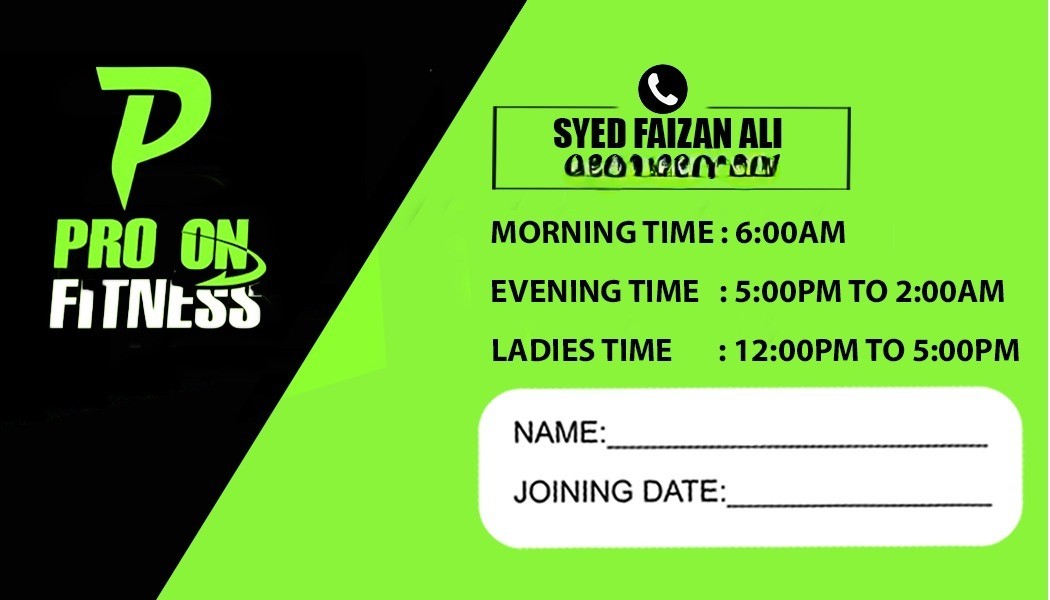 P
PRO ON
FiTNESS
SYED FAIZAN ALI
MORNING TIME : 6:00AM
EVENING TIME : 5:00PM TO 2:00AM
LADIES TIME : 12:00PM TO 5:00PM
NAME:
JOINING DATE: